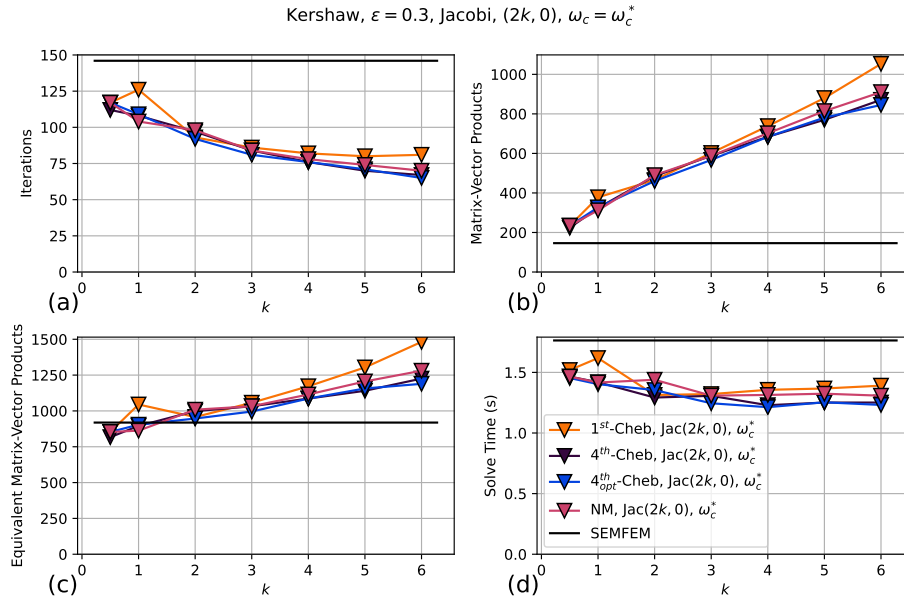 Kershaw, ε = 0.3, Jacobi, (2k, 0), ω_c = ω_c^*
150
125
100
75
50
25
0
Iterations
0 1 2 3 4 5 6
k
(a)
1000
800
600
400
200
0
Matrix-Vector Products
0 1 2 3 4 5 6
k
(b)
1500
1250
1000
750
500
250
0
Equivalent Matrix-Vector Products
0 1 2 3 4 5 6
k
(c)
1.5
1.0
0.5
0.0
Solve Time (s)
1^{st}-Cheb, Jac(2k, 0), ω_c^*
4^{th}-Cheb, Jac(2k, 0), ω_c^*
4^{th}_{opt}-Cheb, Jac(2k, 0), ω_c^*
NM, Jac(2k, 0), ω_c^*
SEMFEM
0 1 2 3 4 5 6
k
(d)